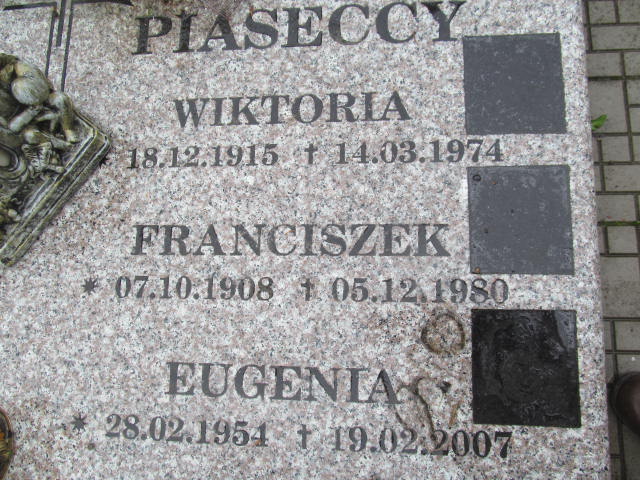 PIASECCY
WIKTORIA
18.12.1915 † 14.03.1974
FRANCISZEK
* 07.10.1908 † 05.12.1980
EUGENIA
* 28.02.1954 † 19.02.2007